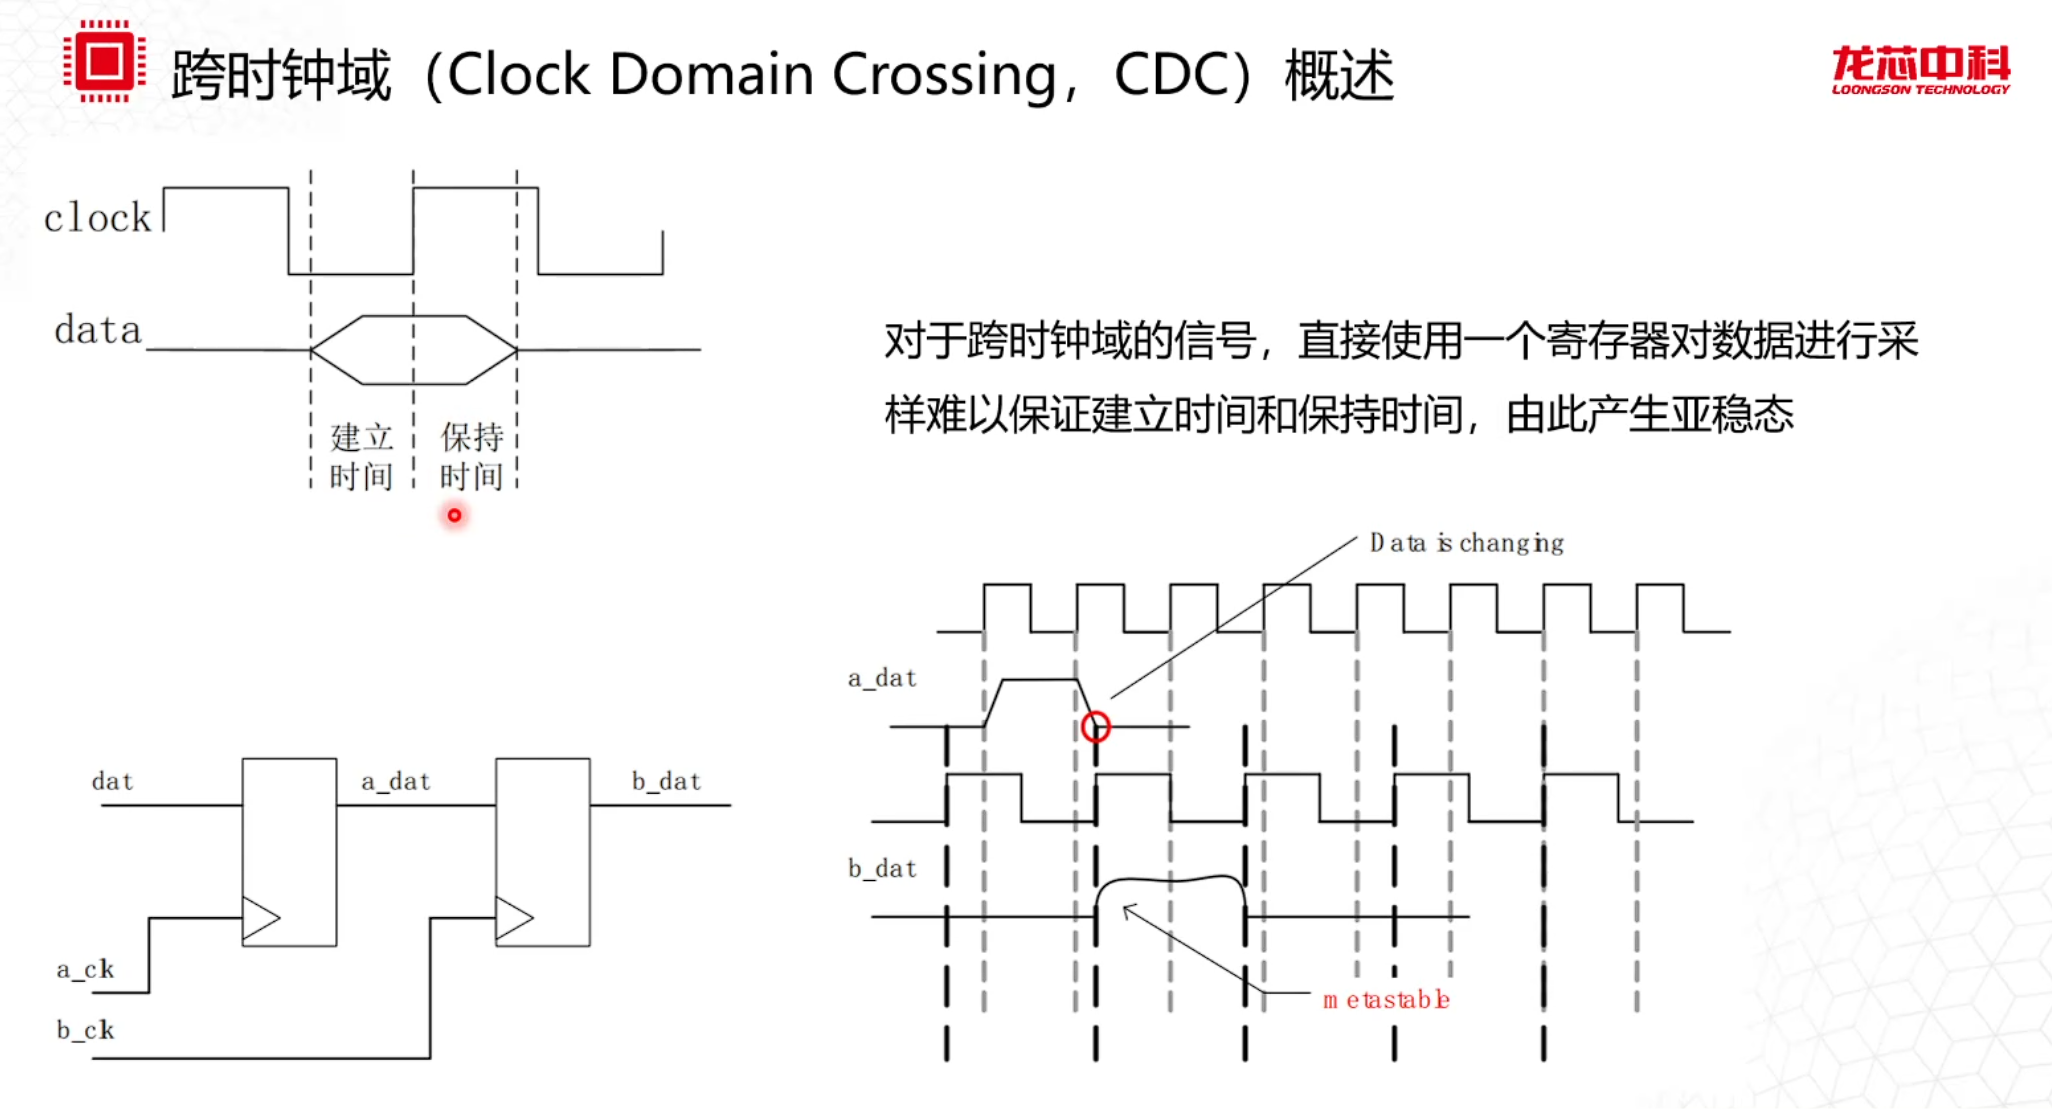 跨时钟域（Clock Domain Crossing，CDC）概述
龙芯中科
LOONGSON TECHNOLOGY
clock
data
建立
时间
保持
时间
对于跨时钟域的信号，直接使用一个寄存器对数据进行采
样难以保证建立时间和保持时间，由此产生亚稳态
dat
a_dat
b_dat
a_ck
b_ck
Data is changing
a_dat
b_dat
metastable